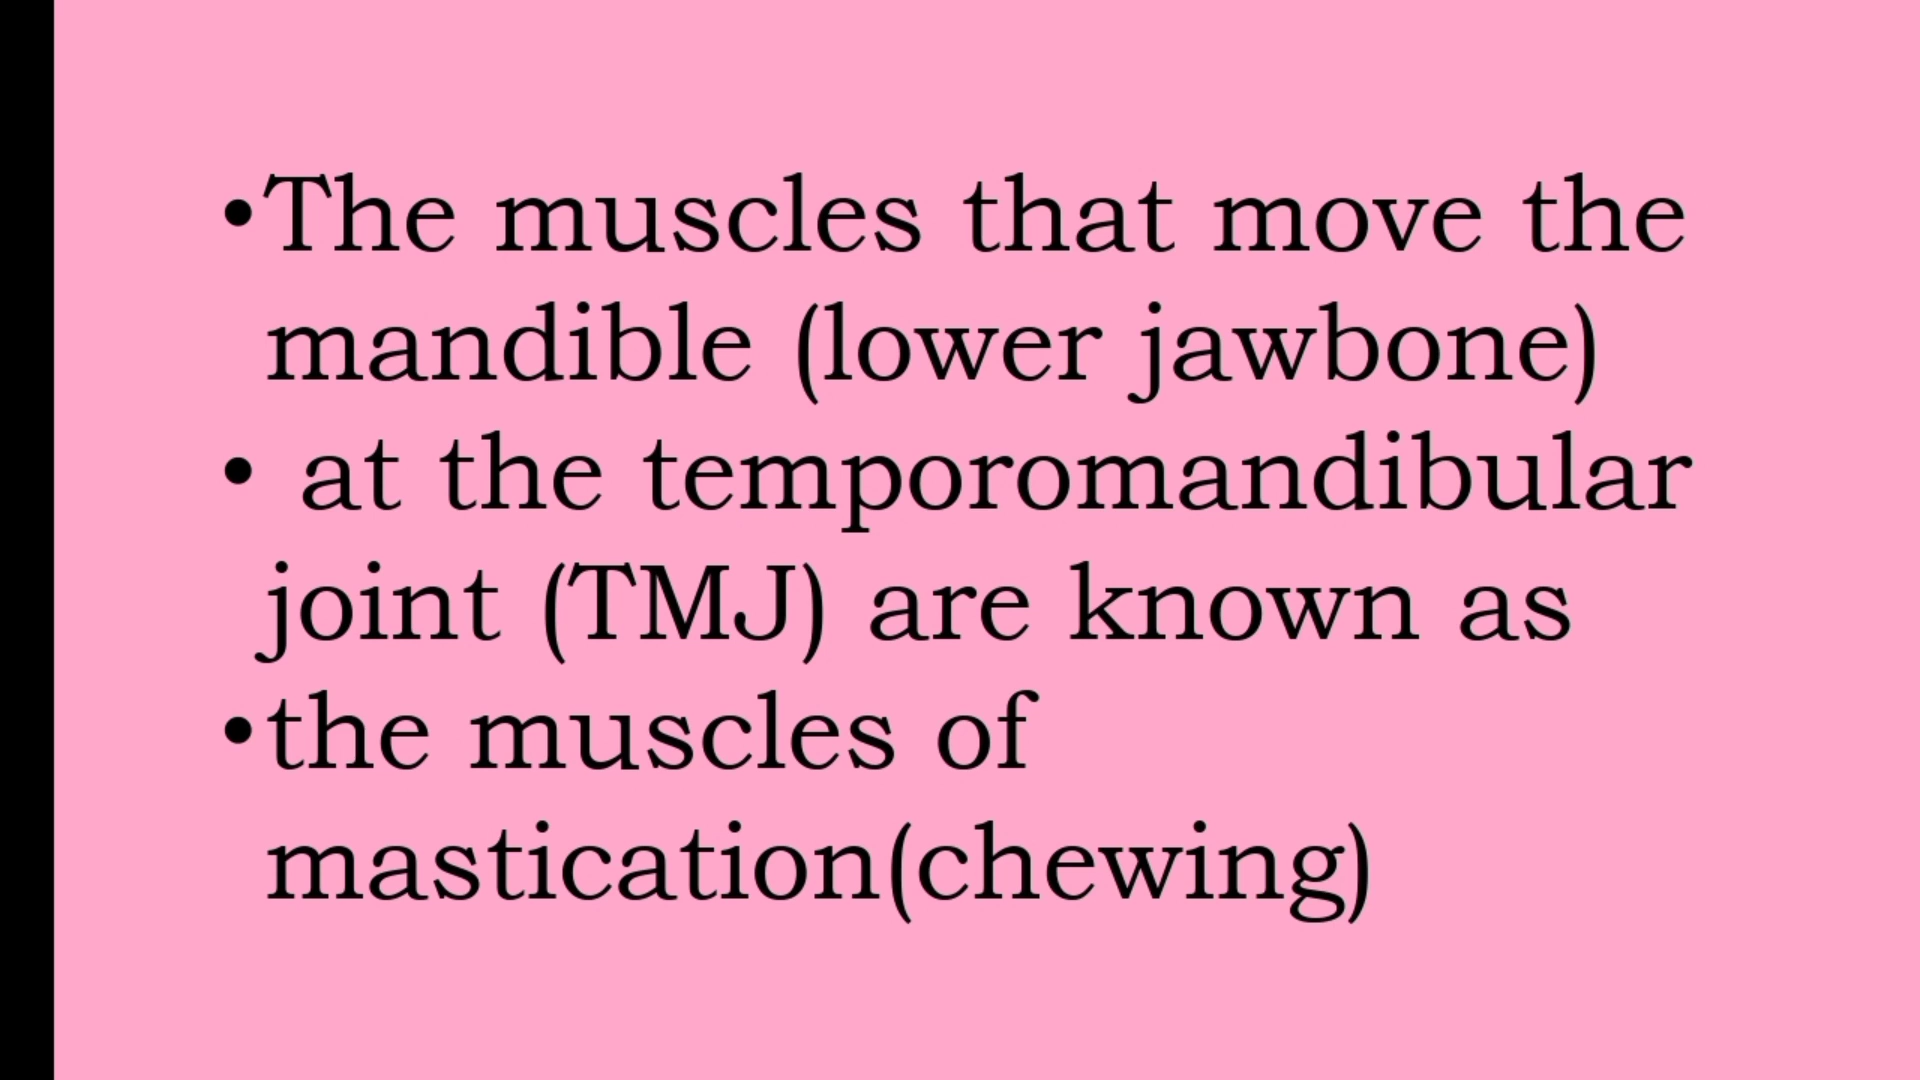 •The muscles that move the
mandible (lower jawbone)
• at the temporomandibular
joint (TMJ) are known as
•the muscles of
mastication(chewing)